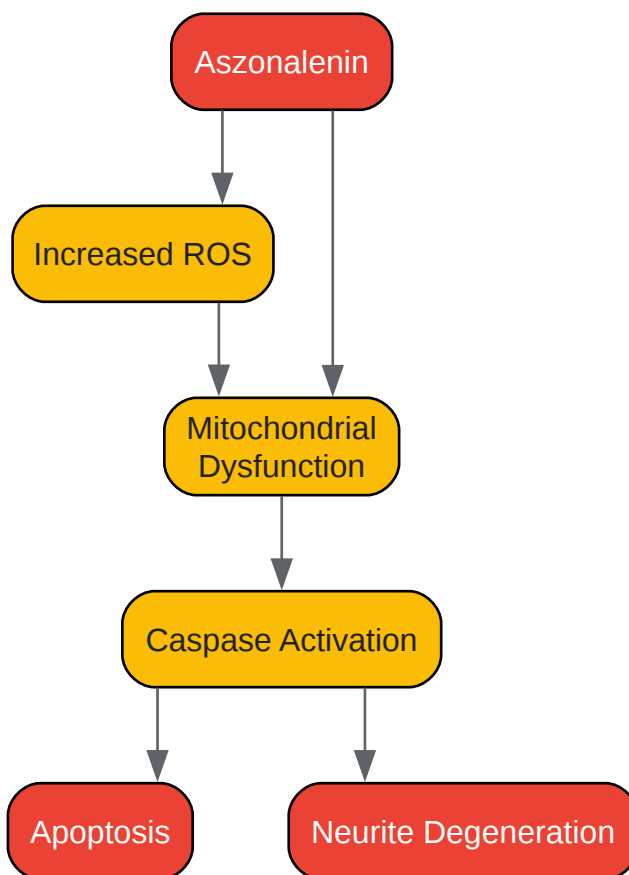 Aszonalenin
Increased ROS
Mitochondrial
Dysfunction
Caspase Activation
Apoptosis
Neurite Degeneration